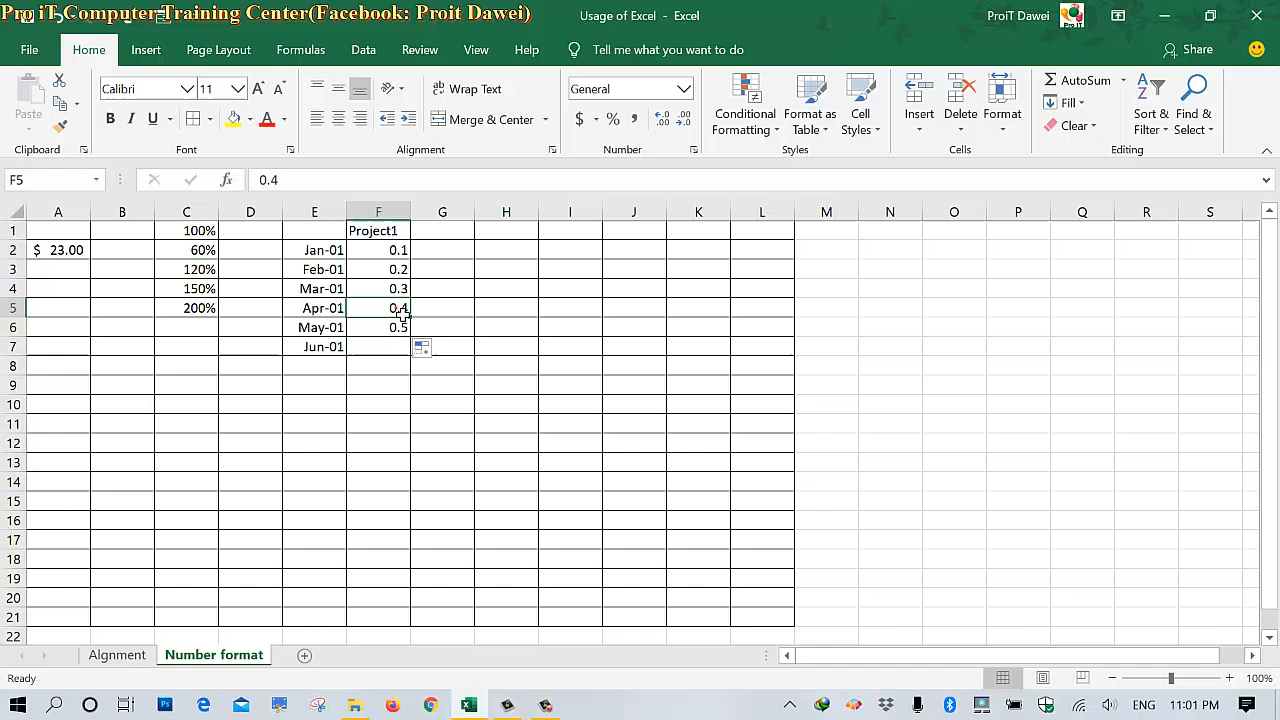 Pro iT Computer Training Center(Facebook: Proit Dawei)
Usage of Excel - Excel
ProiT Dawei
File Home Insert Page Layout Formulas Data Review View Help Tell me what you want to do Share
Paste
Clipboard
Calibri 11
B I U A
Font
ab Wrap Text
Merge & Center
Alignment
General
$ % ,
Number
Conditional Formatting
Format as Table
Cell Styles
Styles
Insert
Delete
Format
Cells
AutoSum
Fill
Clear
Sort & Filter
Find & Select
Editing
F5 fx 0.4
A B C D E F G H I J K L M N O P Q R S
1 100% Project1
2 $ 23.00 60% Jan-01 0.1
3 120% Feb-01 0.2
4 150% Mar-01 0.3
5 200% Apr-01 0.4
6 May-01 0.5
7 Jun-01
8
9
10
11
12
13
14
15
16
17
18
19
20
21
22
Algnment Number format
Ready 100%
ENG 11:01 PM